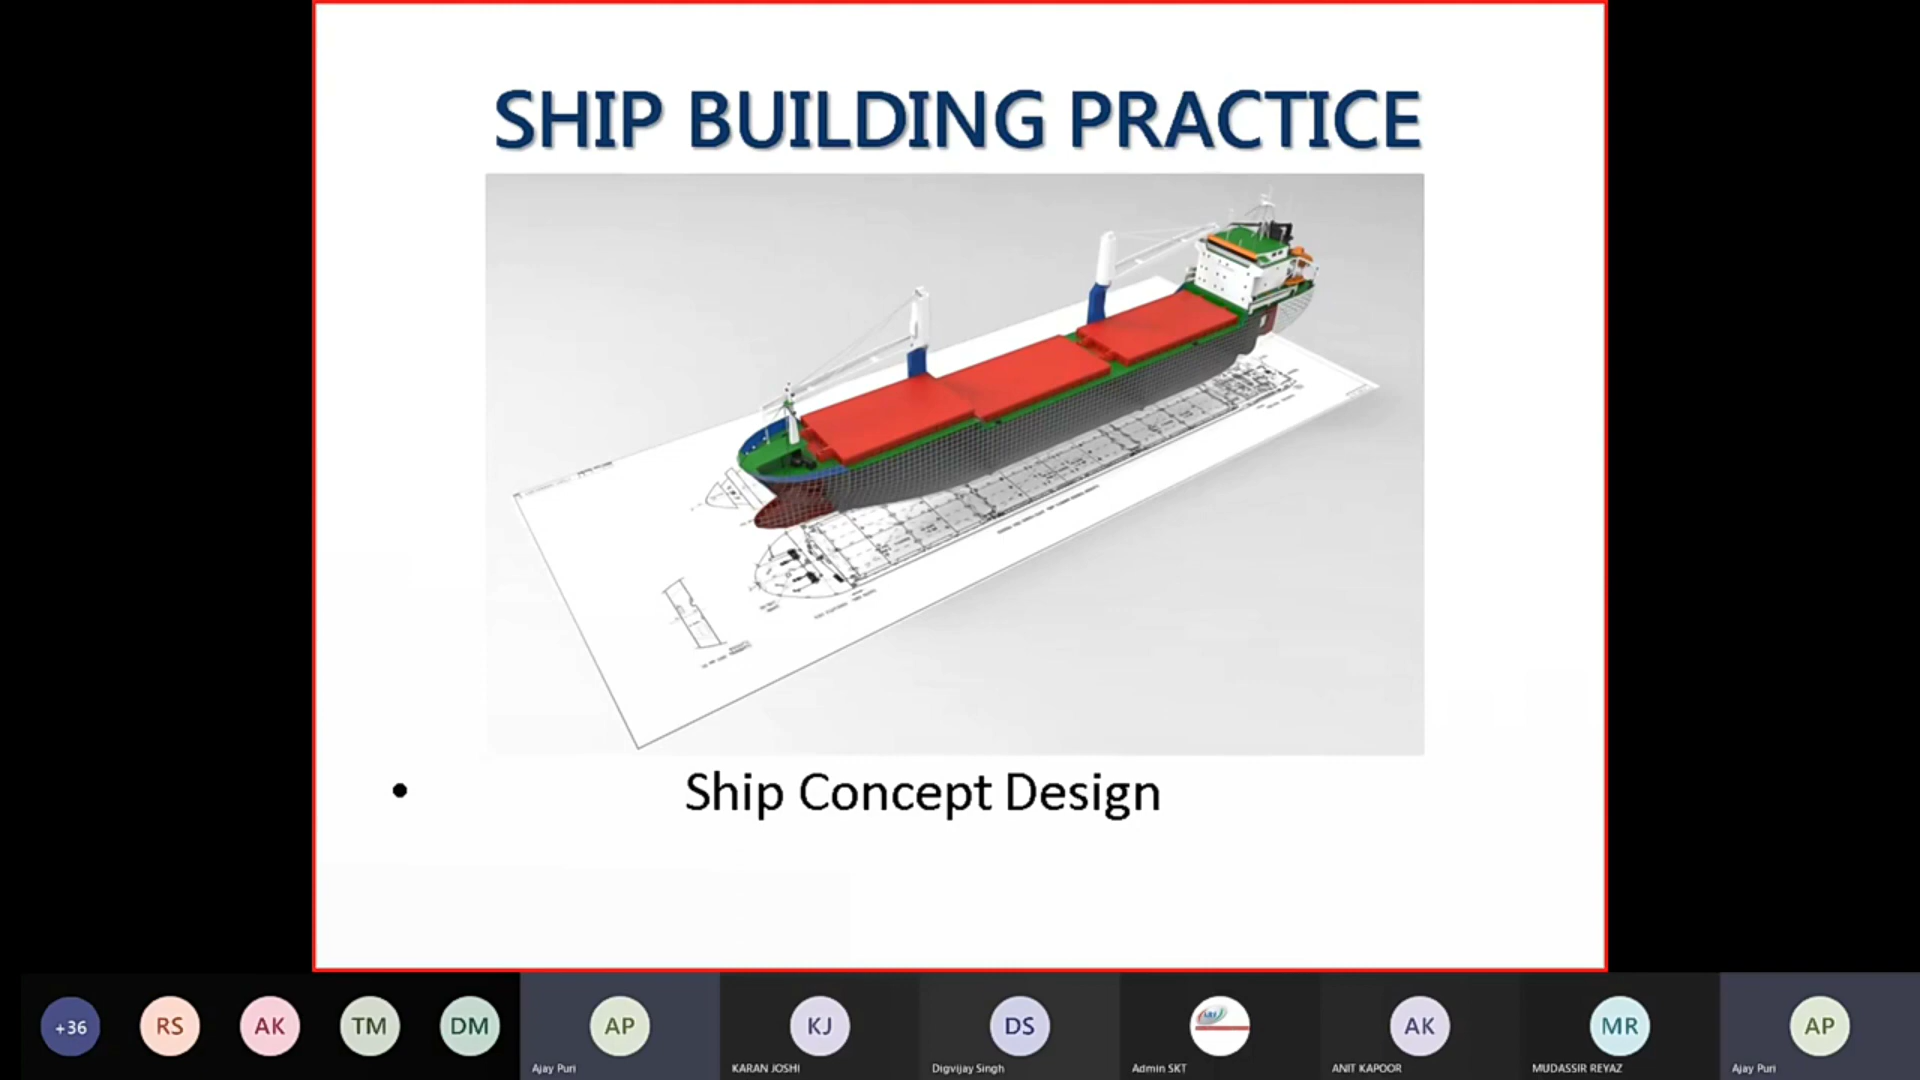 SHIP BUILDING PRACTICE
• Ship Concept Design
+36
RS
AK
TM
DM
AP
KJ
DS
AK
MR
AP
Ajay Puri
KARAN JOSHI
Digvijay Singh
Admin SKT
ANIT KAPOOR
MUDASSIR REYAZ
Ajay Puri